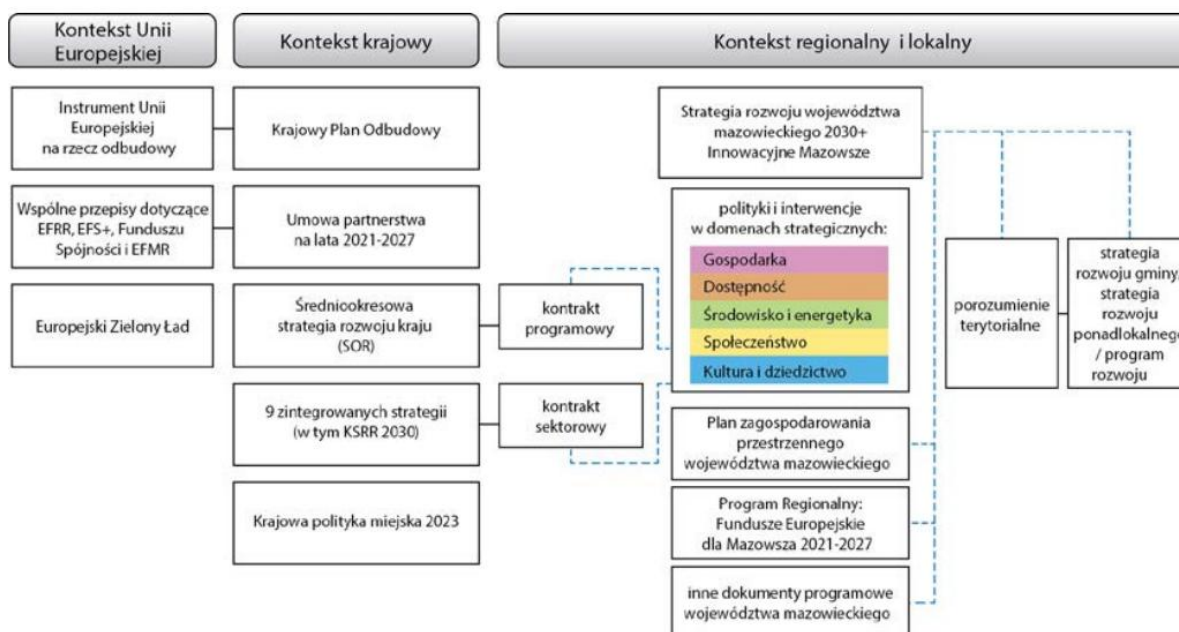 Kontekst Unii
Europejskiej
Kontekst krajowy
Kontekst regionalny i lokalny
Instrument Unii
Europejskiej
na rzecz odbudowy
Krajowy Plan Odbudowy
Strategia rozwoju województwa
mazowieckiego 2030+
Innowacyjne Mazowsze
Wspólne przepisy dotyczące
EFRR, EFS+, Funduszu
Spójności i EFMR
Umowa partnerstwa
na lata 2021-2027
polityki i interwencje
w domenach strategicznych:
Gospodarka
Dostępność
Środowisko i energetyka
Społeczeństwo
Kultura i dziedzictwo
Europejski Zielony Ład
Średniookresowa
strategia rozwoju kraju
(SOR)
kontrakt
programowy
porozumienie
terytorialne
strategia
rozwoju gminy,
strategia
rozwoju
ponadlokalnego
/ program
rozwoju
9 zintegrowanych strategii
(w tym KSRR 2030)
kontrakt
sektorowy
Plan zagospodarowania
przestrzennego
województwa mazowieckiego
Krajowa polityka miejska 2023
Program Regionalny:
Fundusze Europejskie
dla Mazowsza 2021-2027
inne dokumenty programowe
województwa mazowieckiego